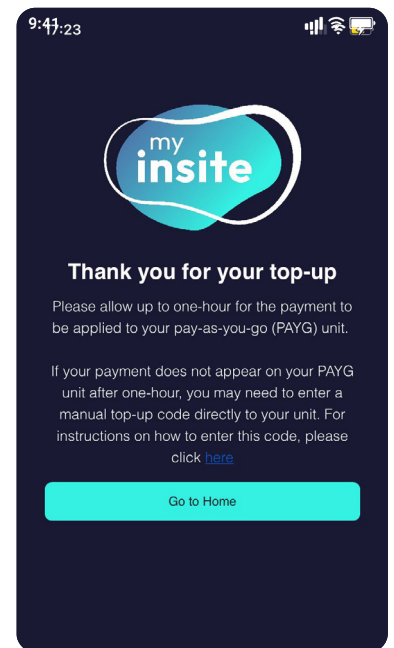 9:41
17:23
my
insite
Thank you for your top-up
Please allow up to one-hour for the payment to
be applied to your pay-as-you-go (PAYG) unit.
If your payment does not appear on your PAYG
unit after one-hour, you may need to enter a
manual top-up code directly to your unit. For
instructions on how to enter this code, please
click here
Go to Home